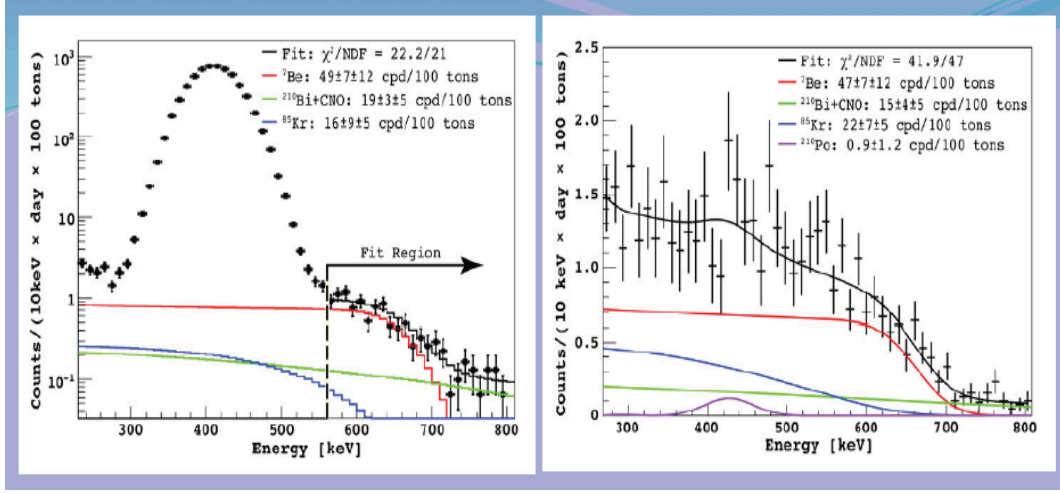 Counts/(10keV × day × 100 tons)
10³
10²
10
1
10⁻¹
Fit: χ²/NDF = 22.2/21
⁷Be: 49±7±12 cpd/100 tons
²¹⁰Bi+CNO: 19±3±5 cpd/100 tons
⁸⁵Kr: 16±9±5 cpd/100 tons
Fit Region
300 400 500 600 700 800
Energy [keV]
Counts/(10 keV × day × 100 tons)
2.5
2.0
1.5
1.0
0.5
0
Fit: χ²/NDF = 41.9/47
⁷Be: 47±7±12 cpd/100 tons
²¹⁰Bi+CNO: 15±4±5 cpd/100 tons
⁸⁵Kr: 22±7±5 cpd/100 tons
²¹⁰Po: 0.9±1.2 cpd/100 tons
300 400 500 600 700 800
Energy [keV]